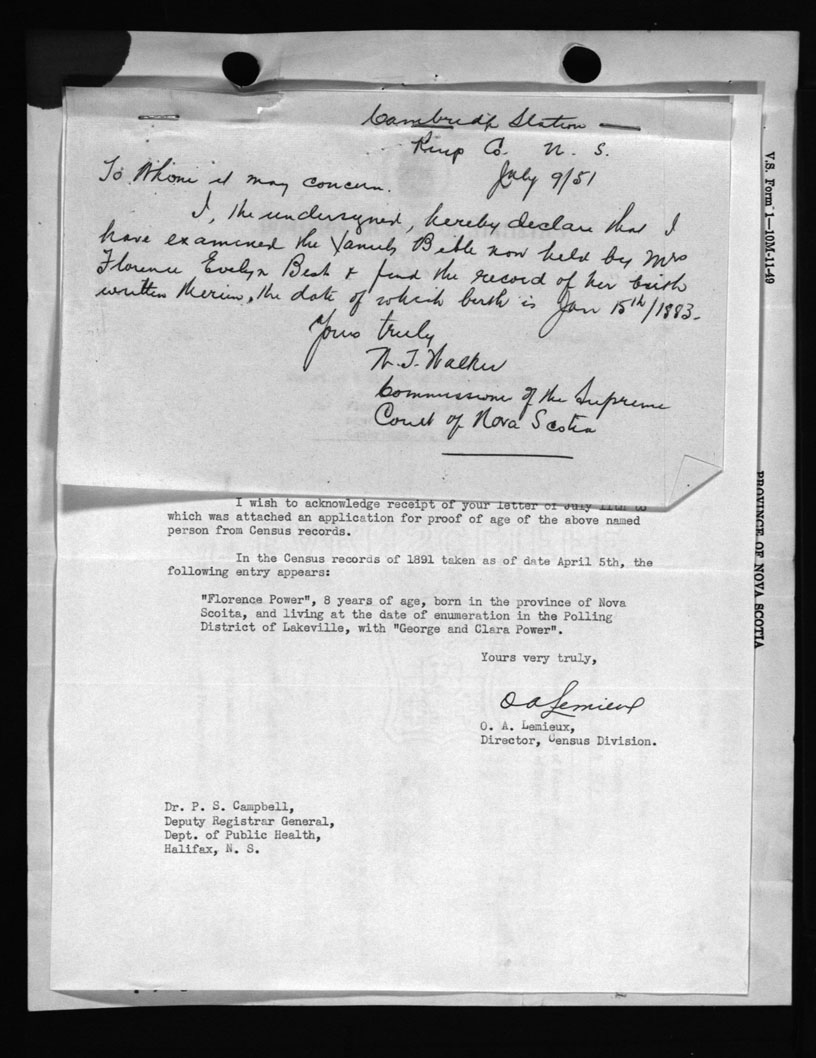 Cambridge Station
Kings Co. N. S.
July 9/51
To Whom it may concern.
I, the undersigned, hereby declare that I
have examined the Family Bible now held by Mrs
Florence Evelyn Best & find the record of her birth
written therein, the date of which birth is Jan 15th/1883.
Yours truly
W. T. Walker
Commissioner of the Supreme
Court of Nova Scotia
I wish to acknowledge receipt of your letter of July 11th to
which was attached an application for proof of age of the above named
person from Census records.
In the Census records of 1891 taken as of date April 5th, the
following entry appears:
"Florence Power", 8 years of age, born in the province of Nova
Scoita, and living at the date of enumeration in the Polling
District of Lakeville, with "George and Clara Power".
Yours very truly,
O A Lemieux
O. A. Lemieux,
Director, Census Division.
Dr. P. S. Campbell,
Deputy Registrar General,
Dept. of Public Health,
Halifax, N. S.
V.S. Form 1—10M-11-49
PROVINCE OF NOVA SCOTIA